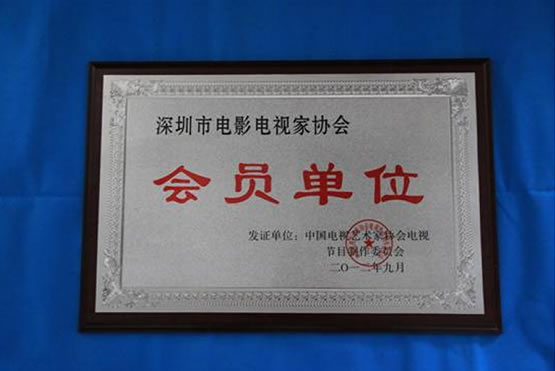 深圳市电影电视家协会
会员单位
发证单位：中国电视艺术家协会电视
节目制作委员会
二〇一二年九月